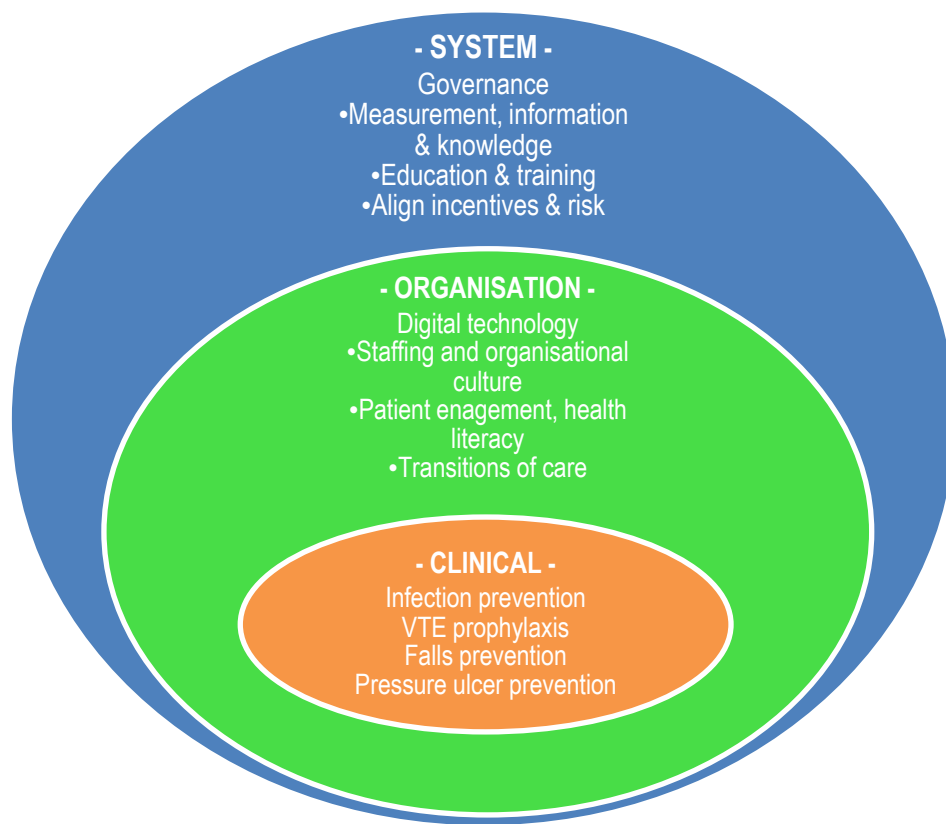 - SYSTEM -
Governance
•Measurement, information
& knowledge
•Education & training
•Align incentives & risk
- ORGANISATION -
Digital technology
•Staffing and organisational
culture
•Patient enagement, health
literacy
•Transitions of care
- CLINICAL -
Infection prevention
VTE prophylaxis
Falls prevention
Pressure ulcer prevention